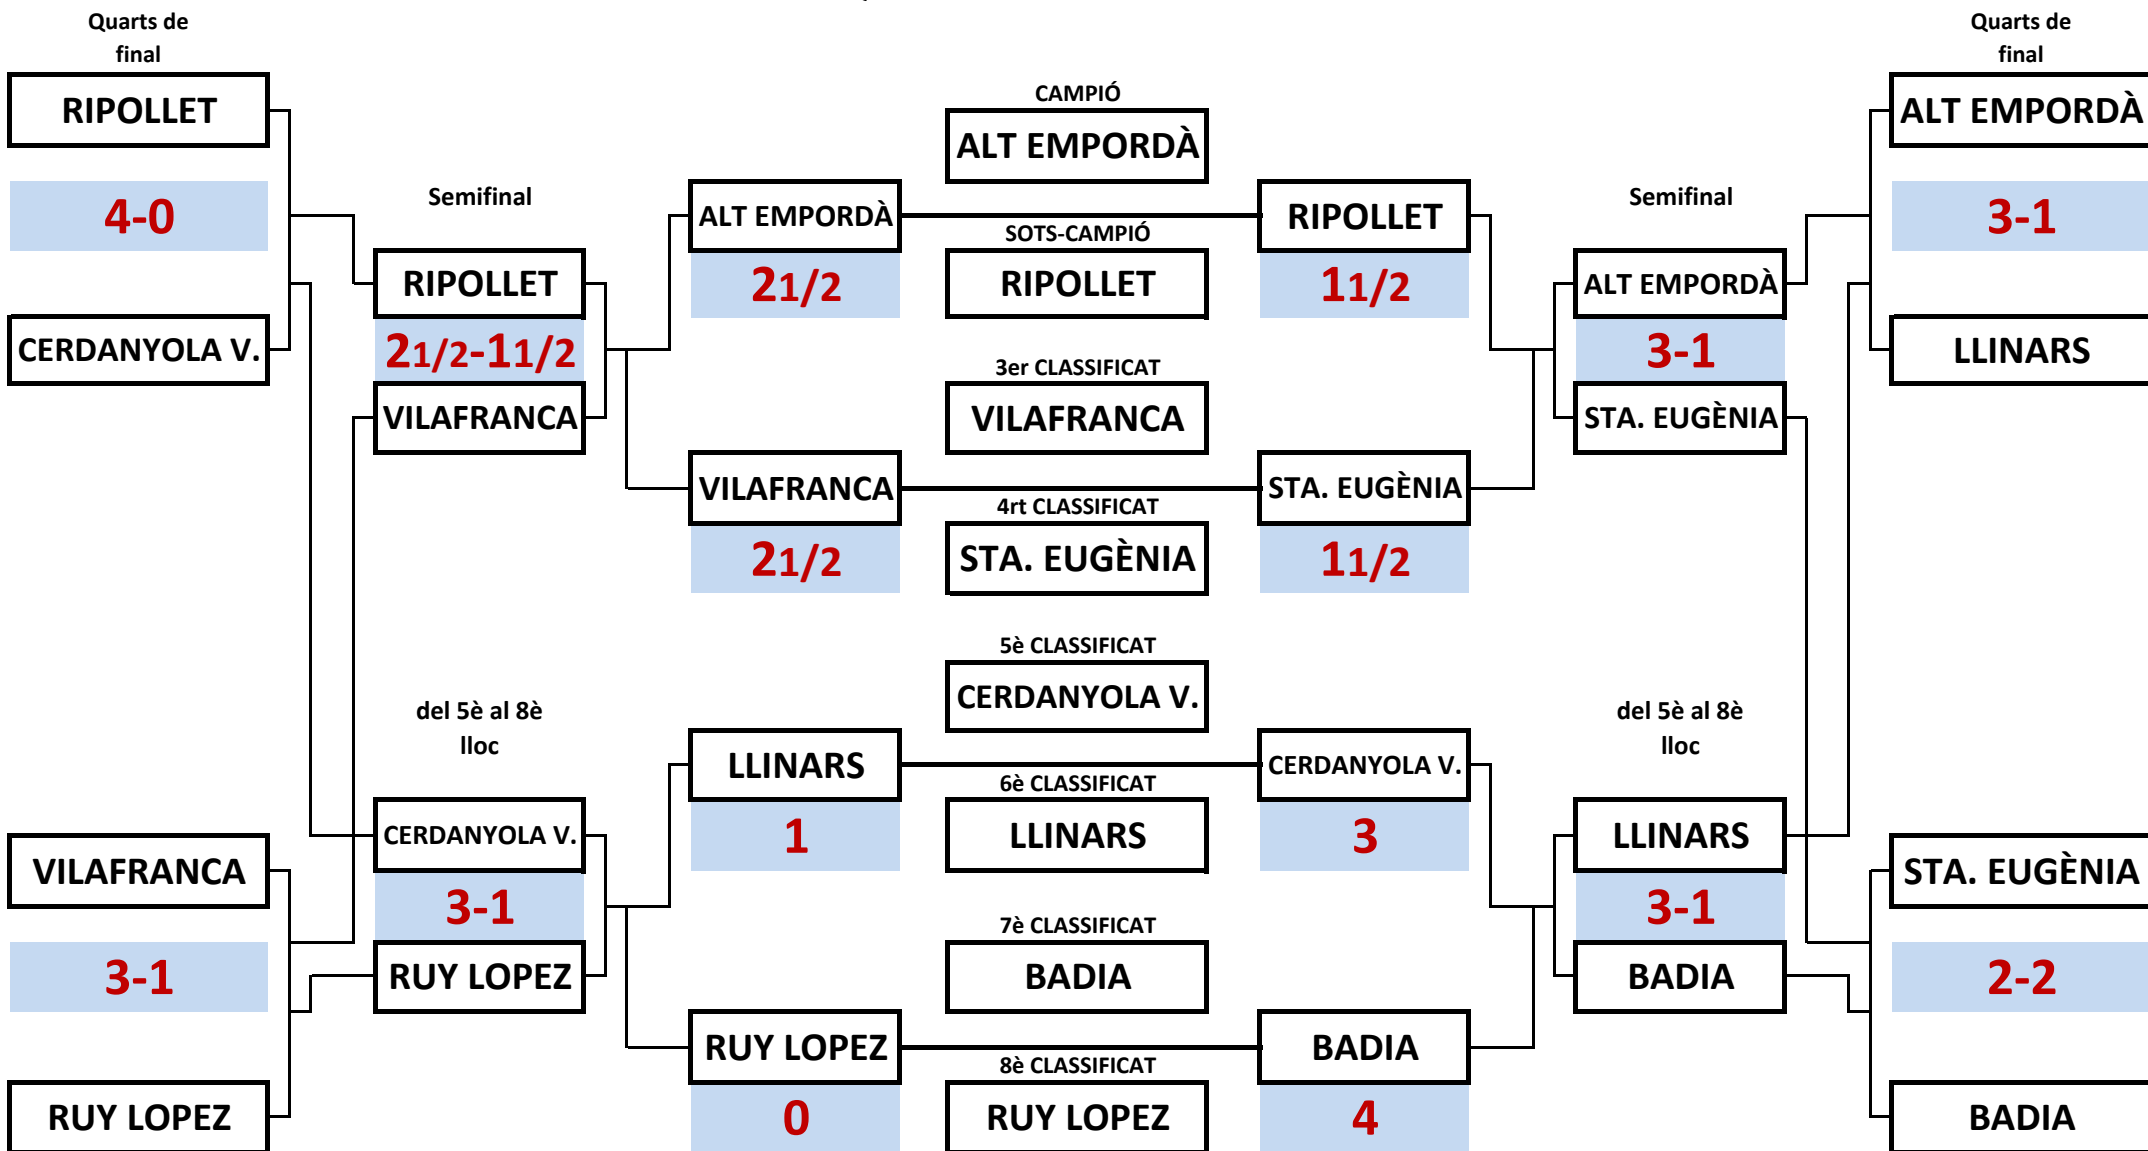 Quarts de
final
Quarts de
final
RIPOLLET
CAMPIÓ
ALT EMPORDÀ
ALT EMPORDÀ
4-0
Semifinal
ALT EMPORDÀ
RIPOLLET
Semifinal
3-1
SOTS-CAMPIÓ
RIPOLLET
21/2
RIPOLLET
11/2
ALT EMPORDÀ
CERDANYOLA V.
21/2-11/2
3-1
LLINARS
3er CLASSIFICAT
VILAFRANCA
VILAFRANCA
STA. EUGÈNIA
VILAFRANCA
STA. EUGÈNIA
4rt CLASSIFICAT
21/2
STA. EUGÈNIA
11/2
5è CLASSIFICAT
CERDANYOLA V.
del 5è al 8è
lloc
del 5è al 8è
lloc
LLINARS
CERDANYOLA V.
6è CLASSIFICAT
CERDANYOLA V.
1
LLINARS
3
LLINARS
VILAFRANCA
STA. EUGÈNIA
3-1
3-1
7è CLASSIFICAT
3-1
RUY LOPEZ
BADIA
BADIA
2-2
RUY LOPEZ
BADIA
8è CLASSIFICAT
RUY LOPEZ
0
RUY LOPEZ
4
BADIA